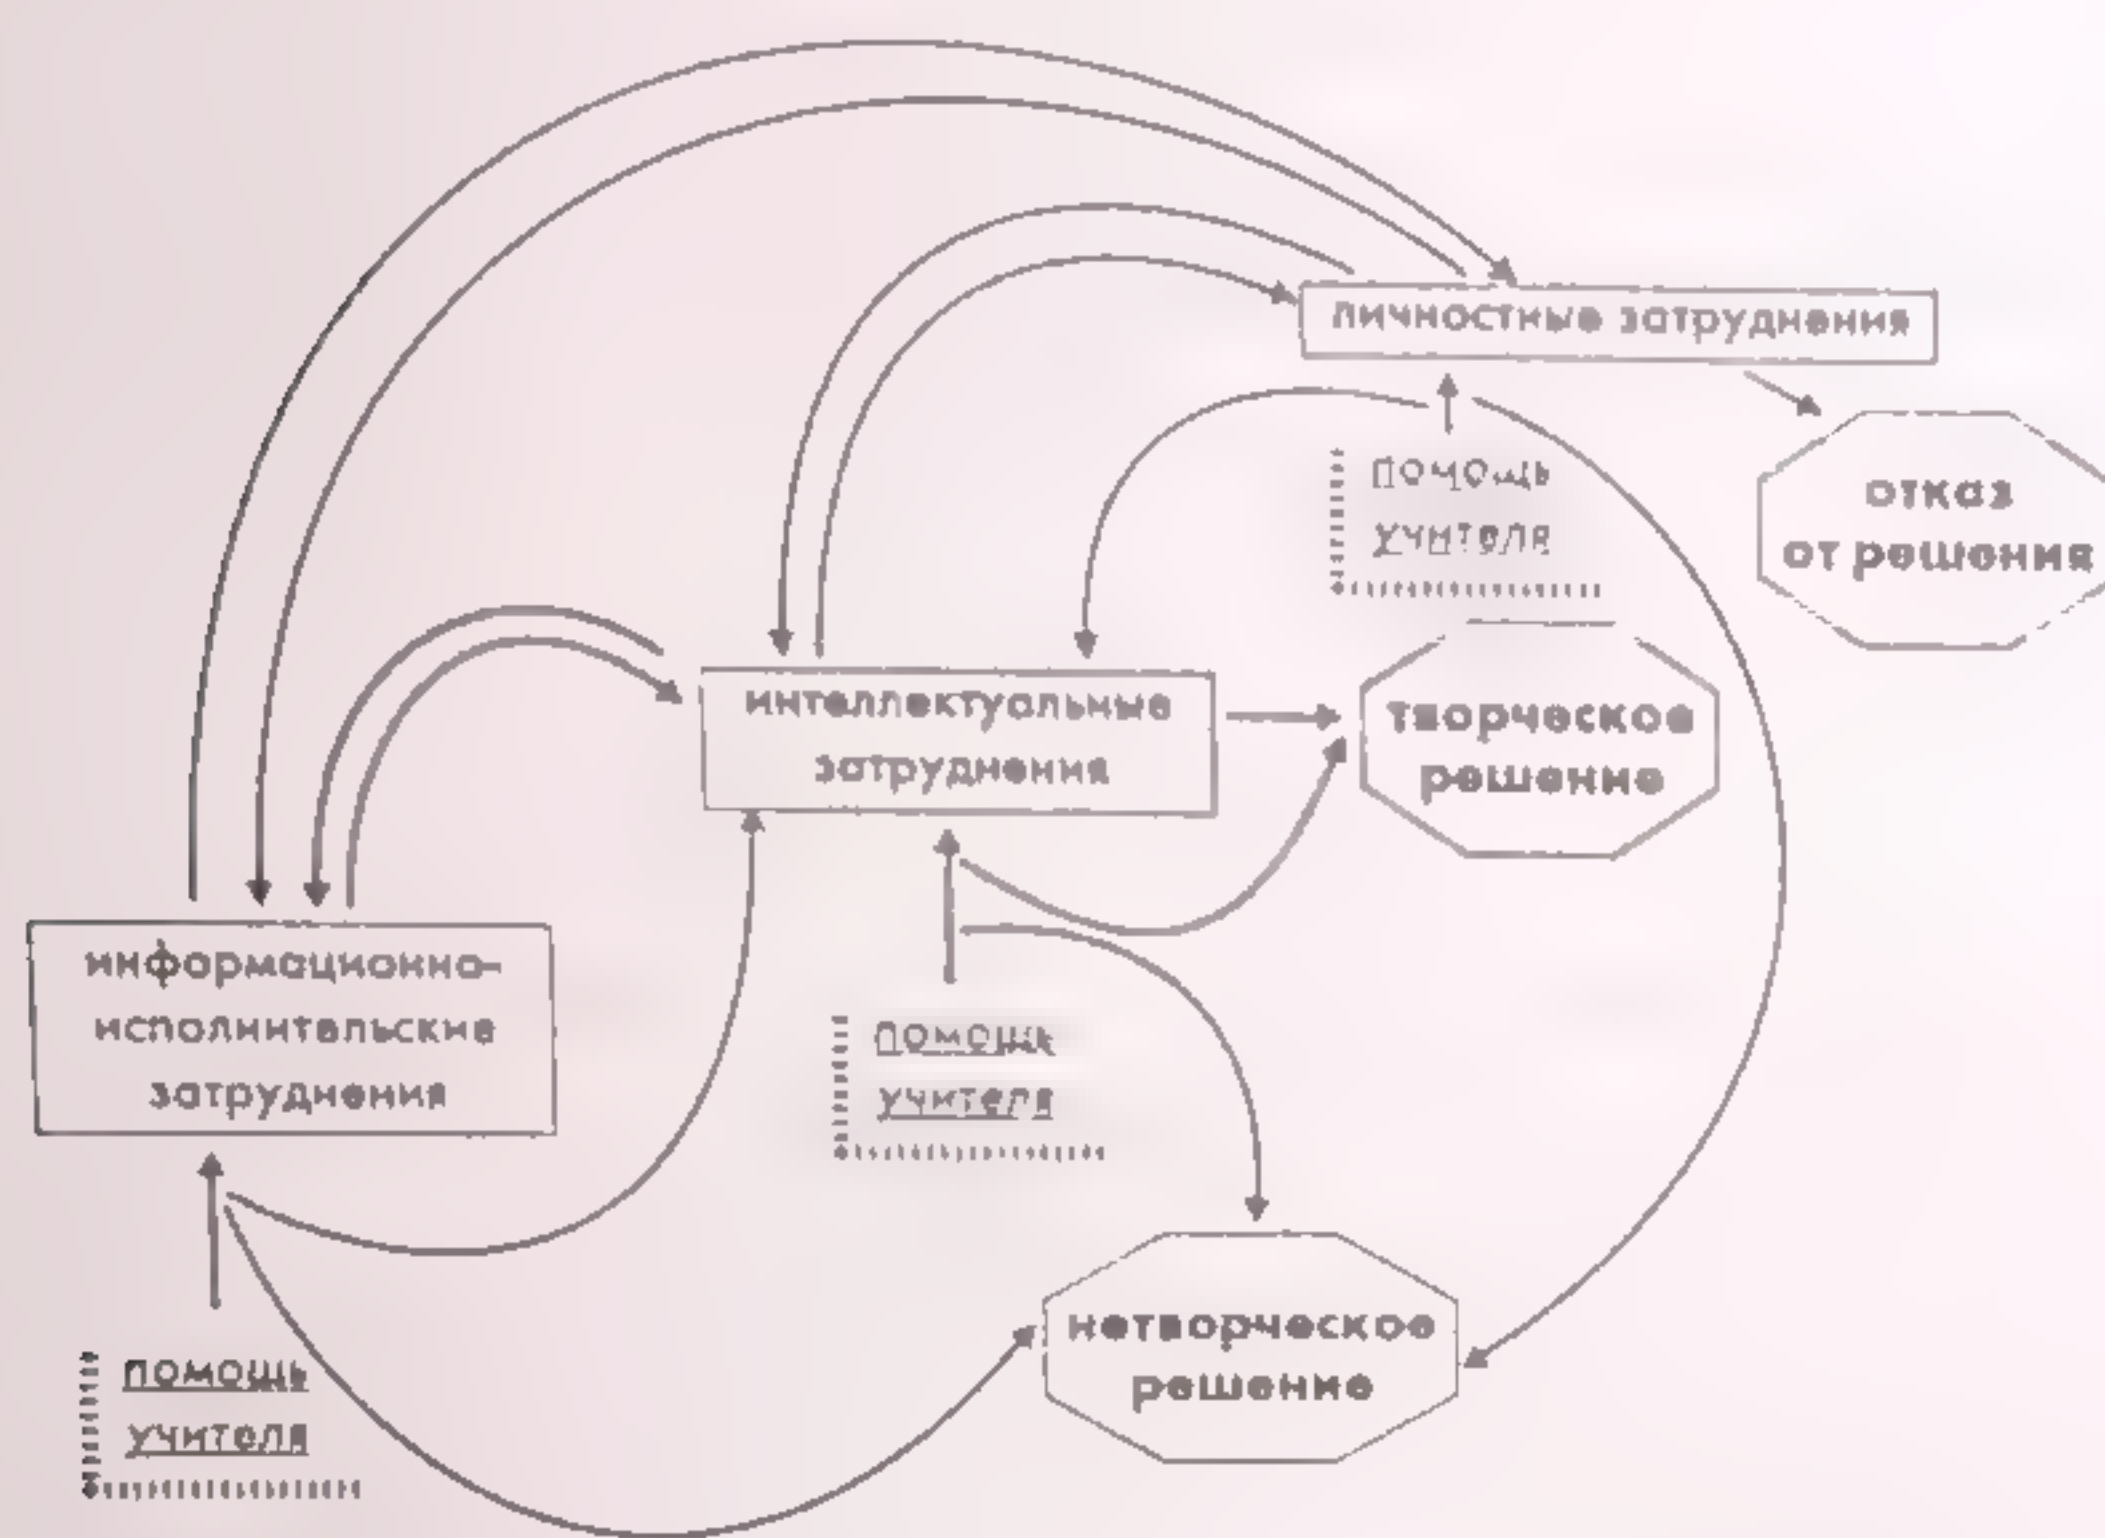 личностные затруднения
помощь
учителя
отказ
от решения
интеллектуальные
затруднения
творческое
решение
информационно-
исполнительские
затруднения
помощь
учителя
нетворческое
решение
помощь
учителя